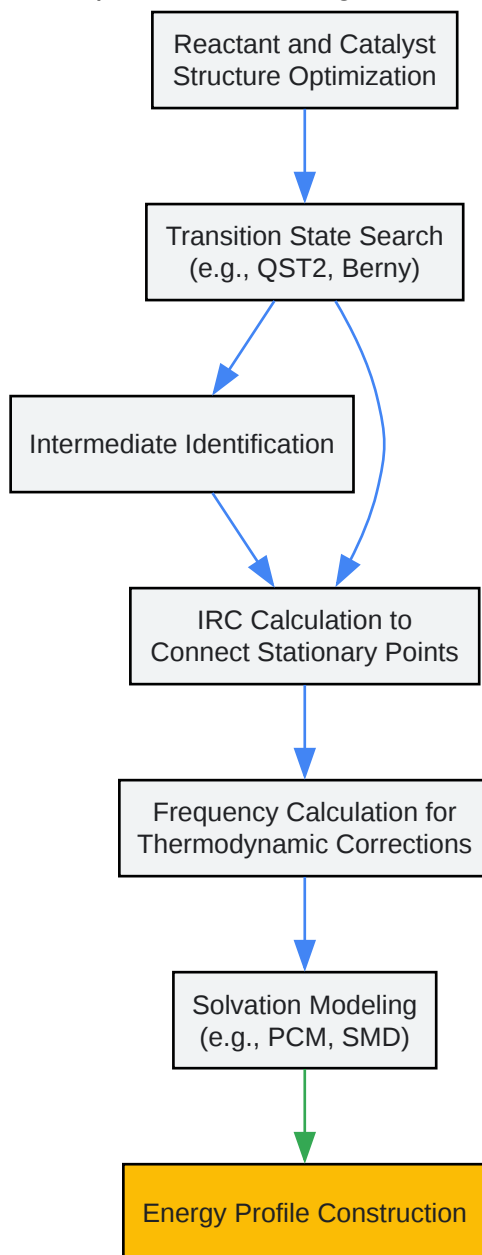 Reactant and Catalyst
Structure Optimization
Transition State Search
(e.g., QST2, Berny)
Intermediate Identification
IRC Calculation to
Connect Stationary Points
Frequency Calculation for
Thermodynamic Corrections
Solvation Modeling
(e.g., PCM, SMD)
Energy Profile Construction